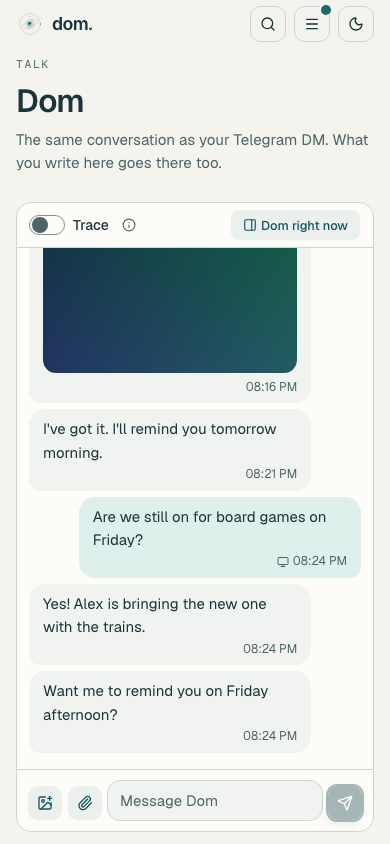 dom.
TALK
Dom
The same conversation as your Telegram DM. What
you write here goes there too.
Trace
Dom right now
08:16 PM
I've got it. I'll remind you tomorrow
morning.
08:21 PM
Are we still on for board games on
Friday?
08:24 PM
Yes! Alex is bringing the new one
with the trains.
08:24 PM
Want me to remind you on Friday
afternoon?
08:24 PM
Message Dom